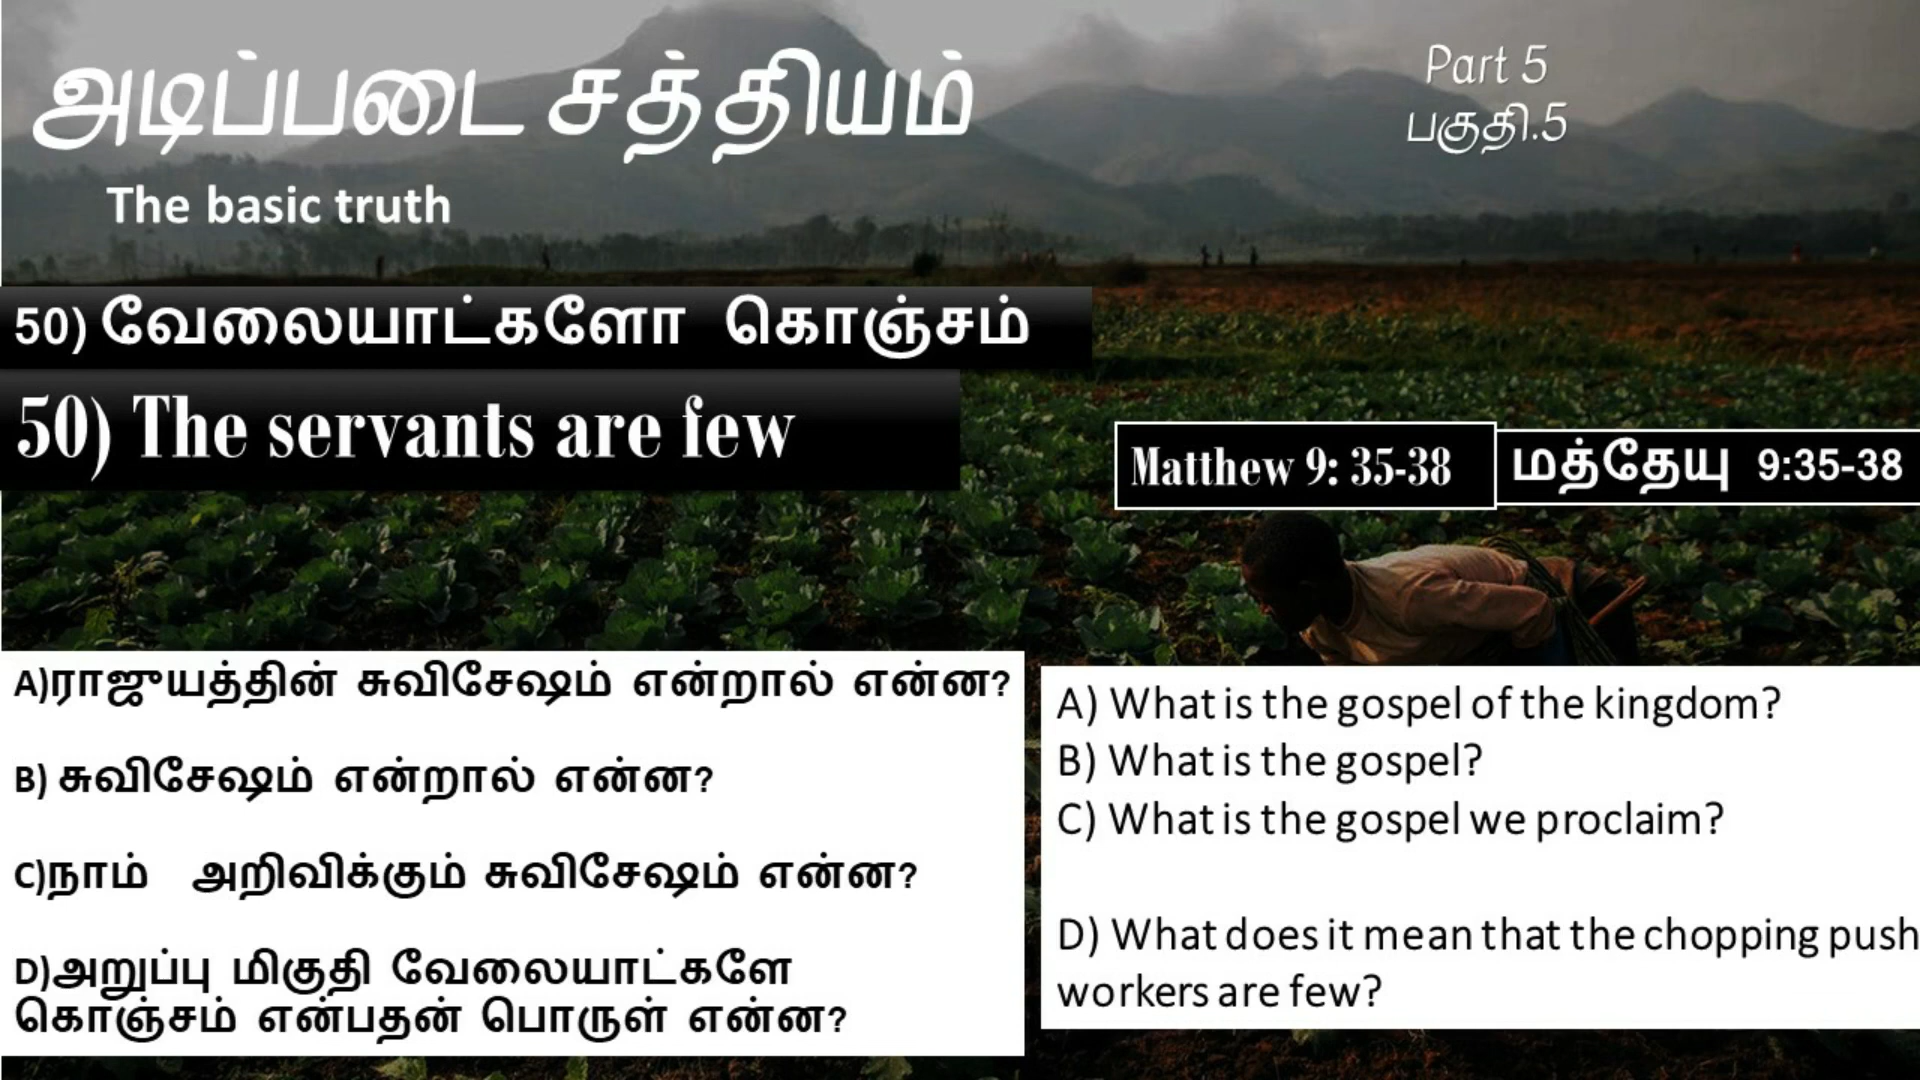 அடிப்படை சத்தியம்
Part 5
பகுதி.5
The basic truth
50) வேலையாட்களோ கொஞ்சம்
50) The servants are few
Matthew 9: 35-38
மத்தேயு 9:35-38
A)ராஜுயத்தின் சுவிசேஷம் என்றால் என்ன?
B) சுவிசேஷம் என்றால் என்ன?
C)நாம் அறிவிக்கும் சுவிசேஷம் என்ன?
D)அறுப்பு மிகுதி வேலையாட்களே
கொஞ்சம் என்பதன் பொருள் என்ன?
A) What is the gospel of the kingdom?
B) What is the gospel?
C) What is the gospel we proclaim?
D) What does it mean that the chopping push
workers are few?